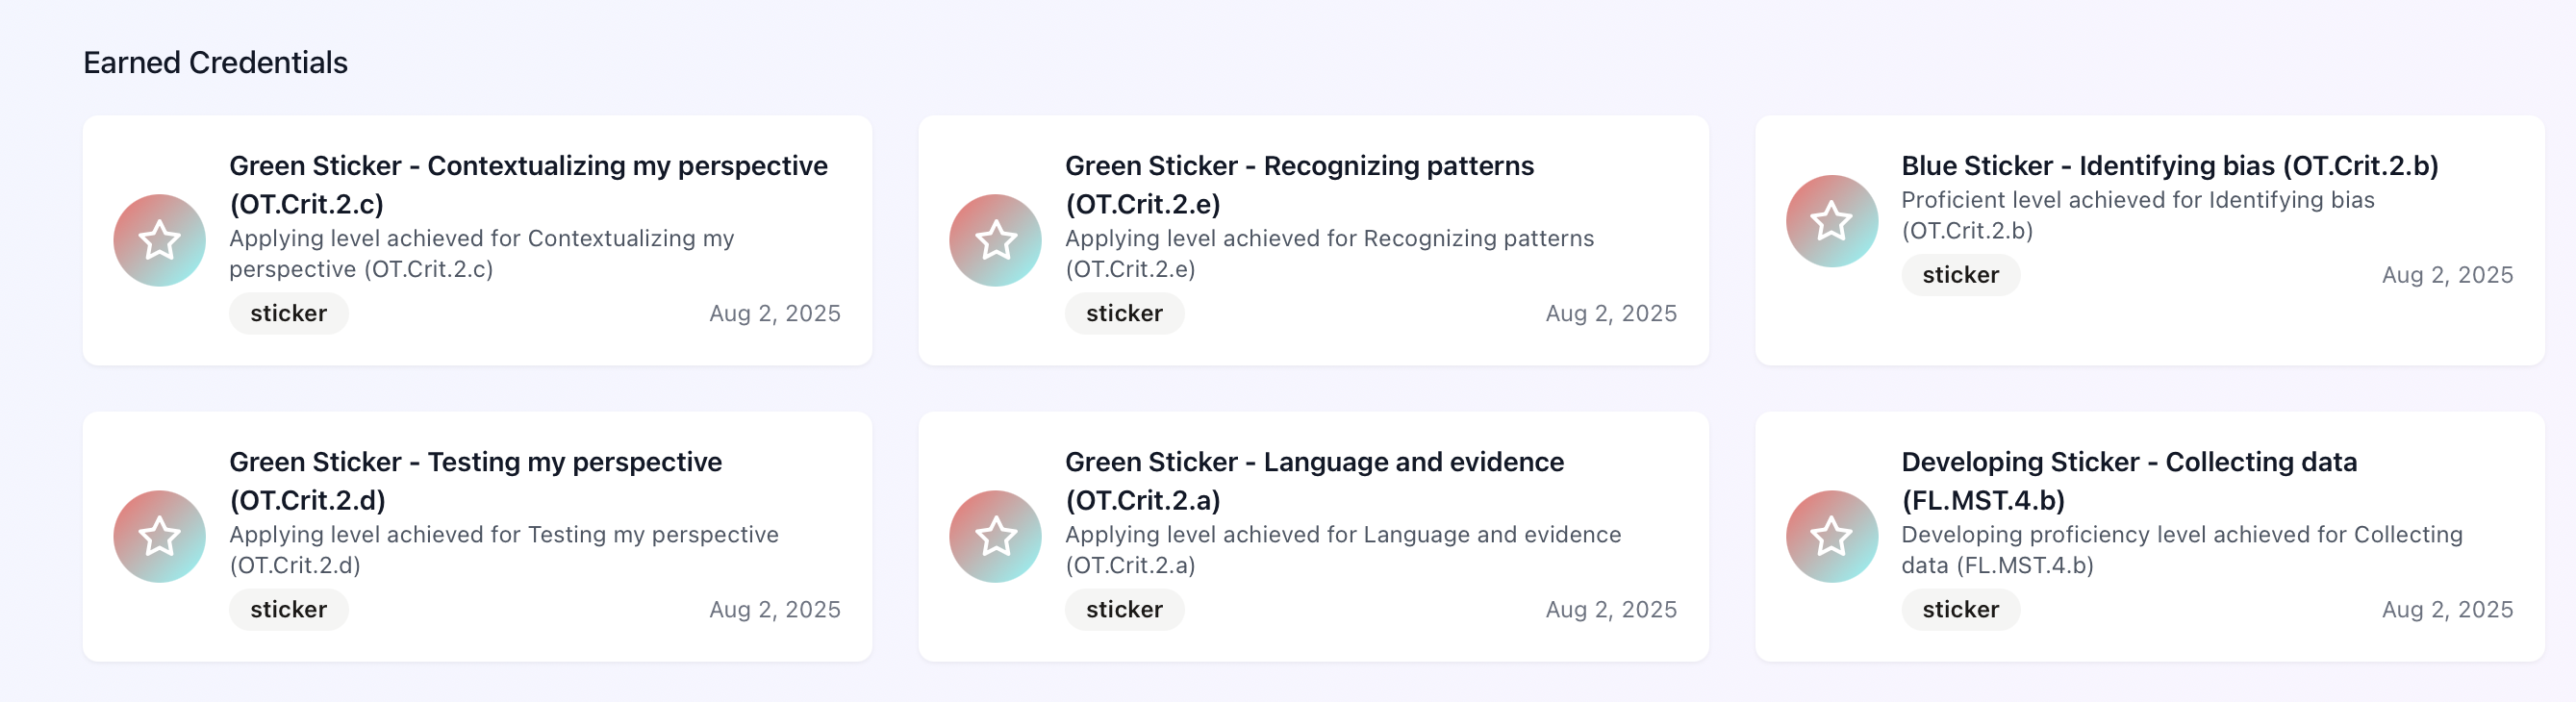 Earned Credentials
Green Sticker - Contextualizing my perspective
(OT.Crit.2.c)
Applying level achieved for Contextualizing my
perspective (OT.Crit.2.c)
sticker
Aug 2, 2025
Green Sticker - Recognizing patterns
(OT.Crit.2.e)
Applying level achieved for Recognizing patterns
(OT.Crit.2.e)
sticker
Aug 2, 2025
Blue Sticker - Identifying bias (OT.Crit.2.b)
Proficient level achieved for Identifying bias
(OT.Crit.2.b)
sticker
Aug 2, 2025
Green Sticker - Testing my perspective
(OT.Crit.2.d)
Applying level achieved for Testing my perspective
(OT.Crit.2.d)
sticker
Aug 2, 2025
Green Sticker - Language and evidence
(OT.Crit.2.a)
Applying level achieved for Language and evidence
(OT.Crit.2.a)
sticker
Aug 2, 2025
Developing Sticker - Collecting data
(FL.MST.4.b)
Developing proficiency level achieved for Collecting
data (FL.MST.4.b)
sticker
Aug 2, 2025